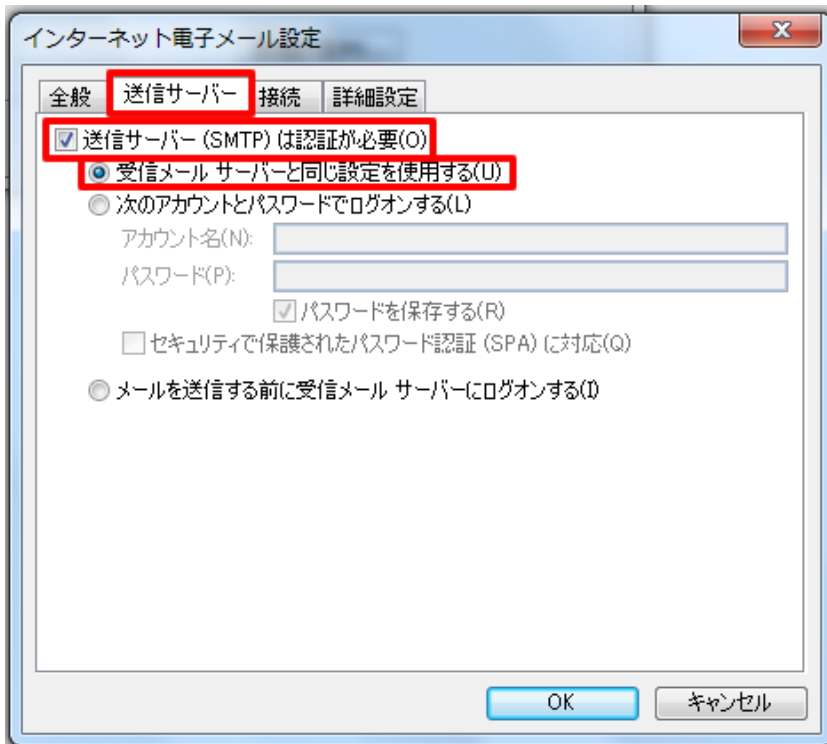 インターネット電子メール設定
全般 送信サーバー 接続 詳細設定
送信サーバー (SMTP) は認証が必要(O)
受信メール サーバーと同じ設定を使用する(U)
次のアカウントとパスワードでログオンする(L)
アカウント名(N):
パスワード(P):
パスワードを保存する(R)
セキュリティで保護されたパスワード認証 (SPA) に対応(Q)
メールを送信する前に受信メール サーバーにログオンする(I)
OK キャンセル